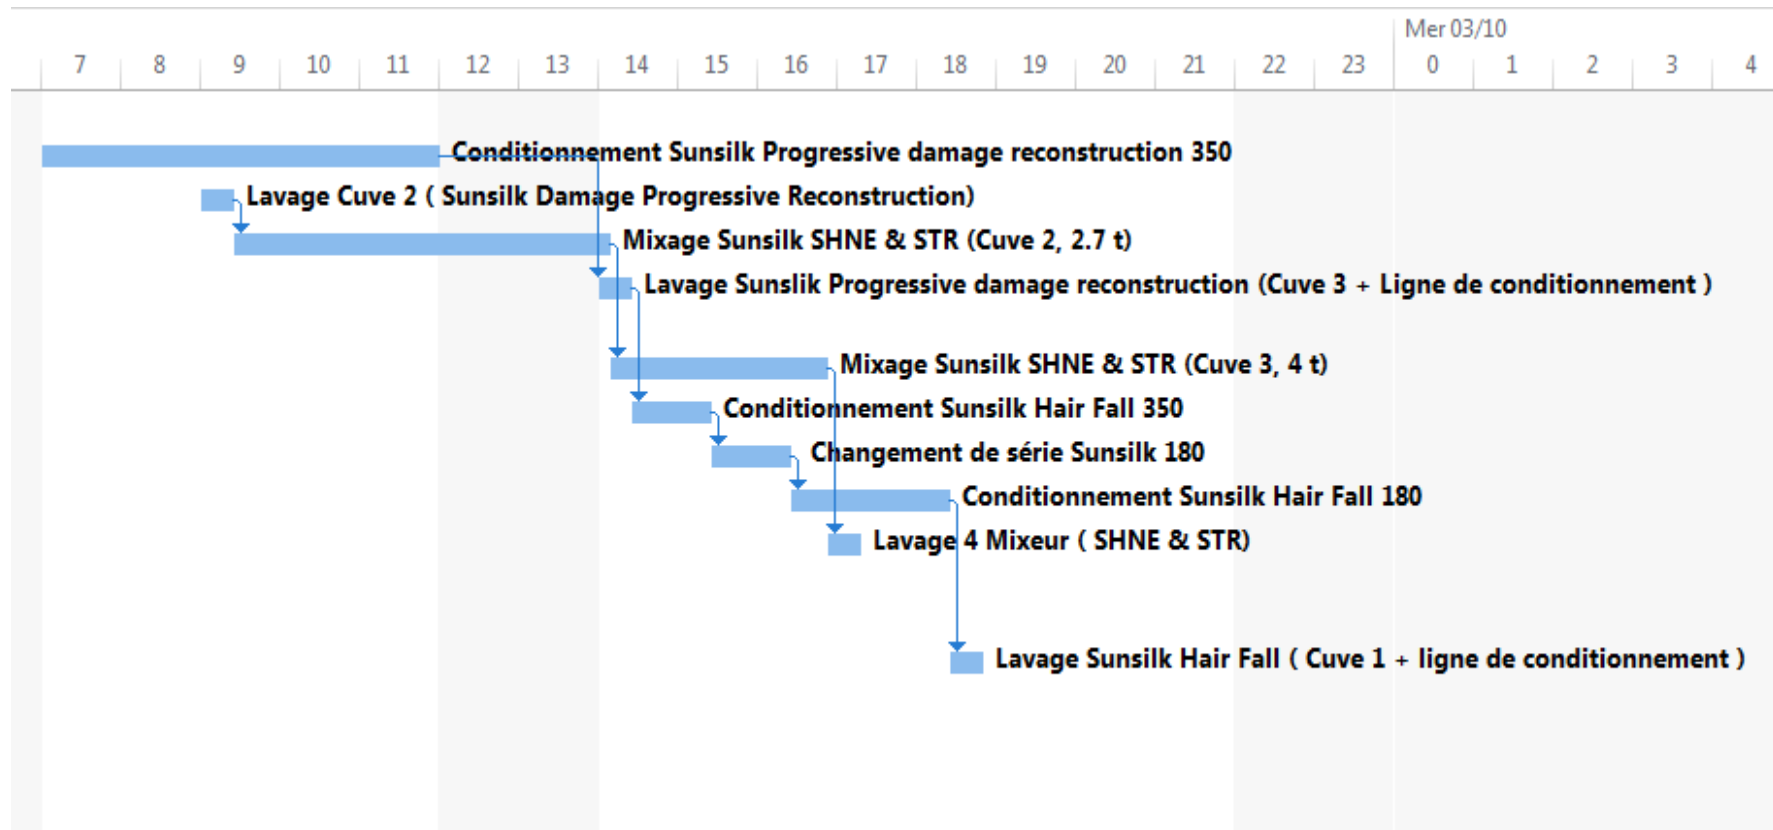 Mer 03/10
7 8 9 10 11 12 13 14 15 16 17 18 19 20 21 22 23 0 1 2 3 4
Conditionnement Sunsilk Progressive damage reconstruction 350
Lavage Cuve 2 ( Sunsilk Damage Progressive Reconstruction)
Mixage Sunsilk SHNE & STR (Cuve 2, 2.7 t)
Lavage Sunslik Progressive damage reconstruction (Cuve 3 + Ligne de conditionnement )
Mixage Sunsilk SHNE & STR (Cuve 3, 4 t)
Conditionnement Sunsilk Hair Fall 350
Changement de série Sunsilk 180
Conditionnement Sunsilk Hair Fall 180
Lavage 4 Mixeur ( SHNE & STR)
Lavage Sunsilk Hair Fall ( Cuve 1 + ligne de conditionnement )